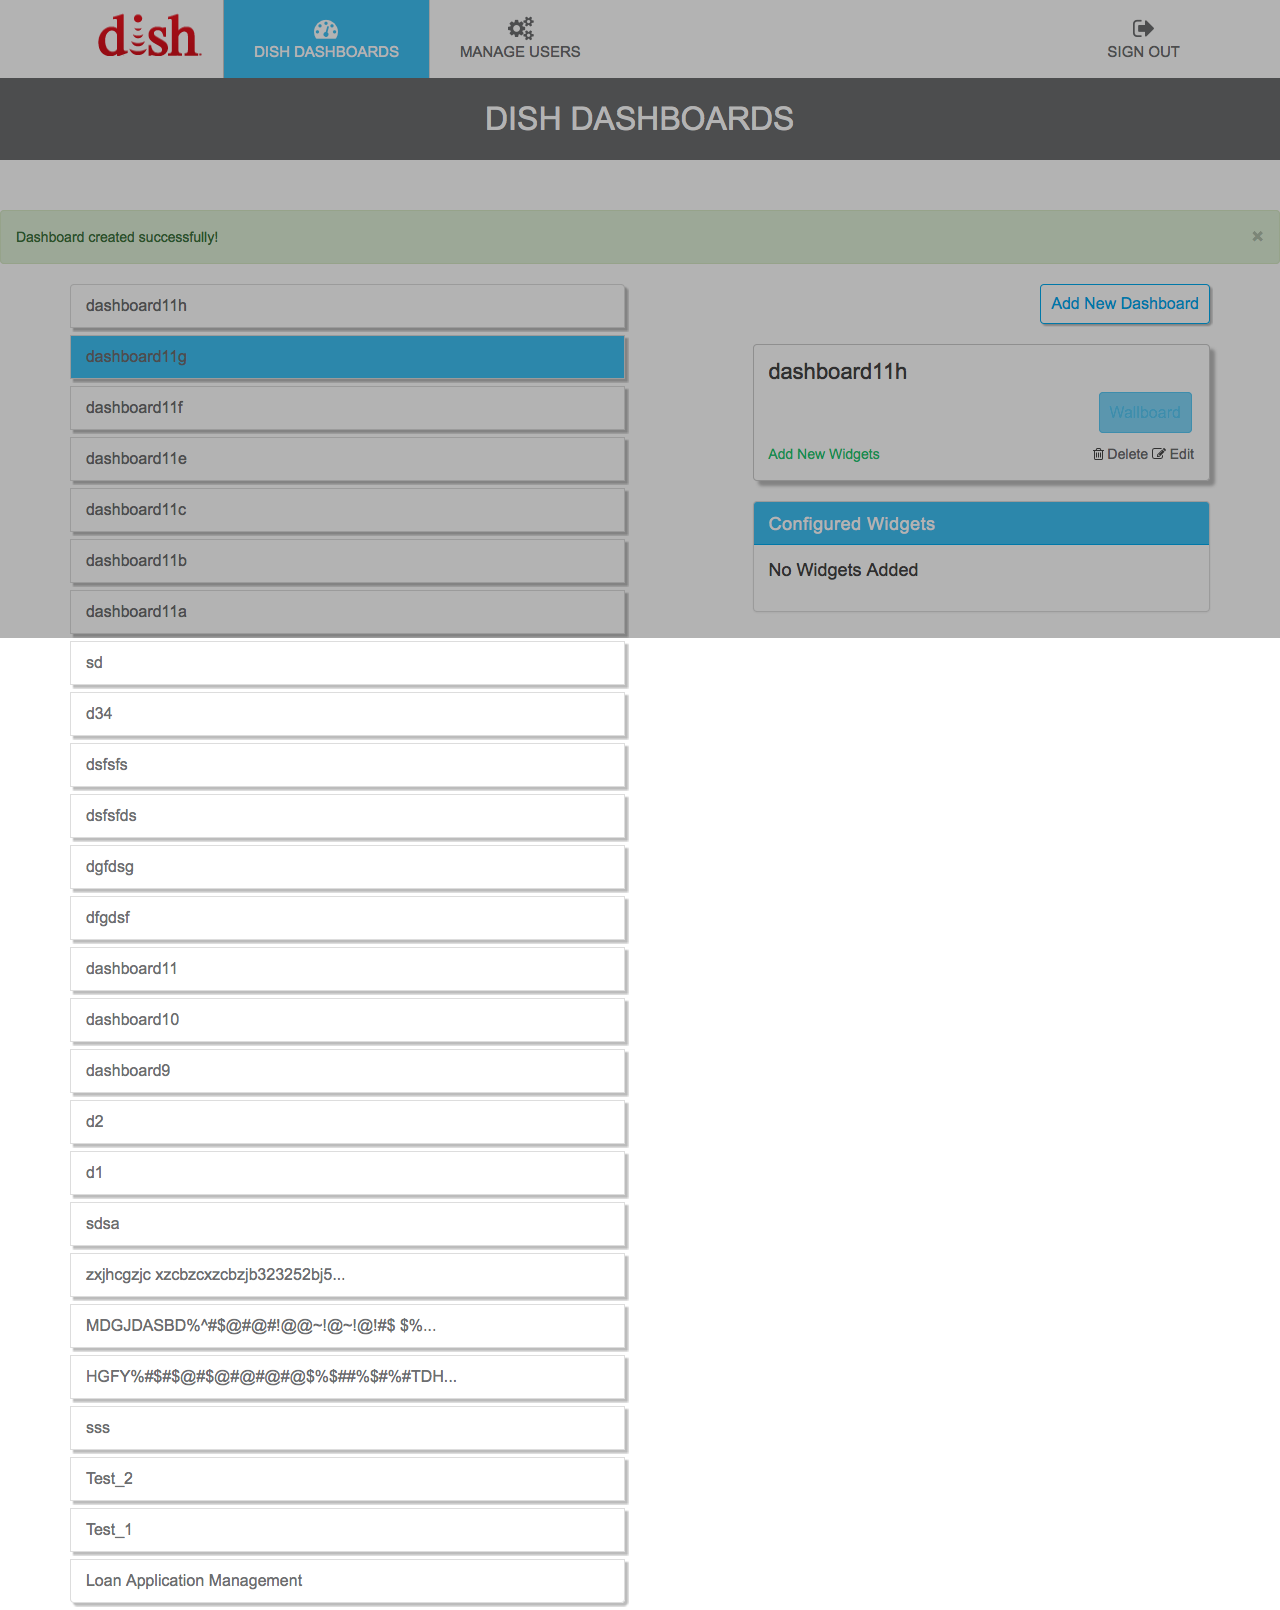 dish
DISH DASHBOARDS
MANAGE USERS
SIGN OUT
DISH DASHBOARDS
Dashboard created successfully!
dashboard11h
dashboard11g
dashboard11f
dashboard11e
dashboard11c
dashboard11b
dashboard11a
sd
d34
dsfsfs
dsfsfds
dgfdsg
dfgdsf
dashboard11
dashboard10
dashboard9
d2
d1
sdsa
zxjhcgzjc xzcbzcxzcbzjb323252bj5...
MDGJDASBD%^#$@#@#!@@~!@~!@!#$ $%...
HGFY%#$#$@#$@#@#@#@$%$##%$#%#TDH...
sss
Test_2
Test_1
Loan Application Management
Add New Dashboard
dashboard11h
Wallboard
Add New Widgets
Delete Edit
Configured Widgets
No Widgets Added